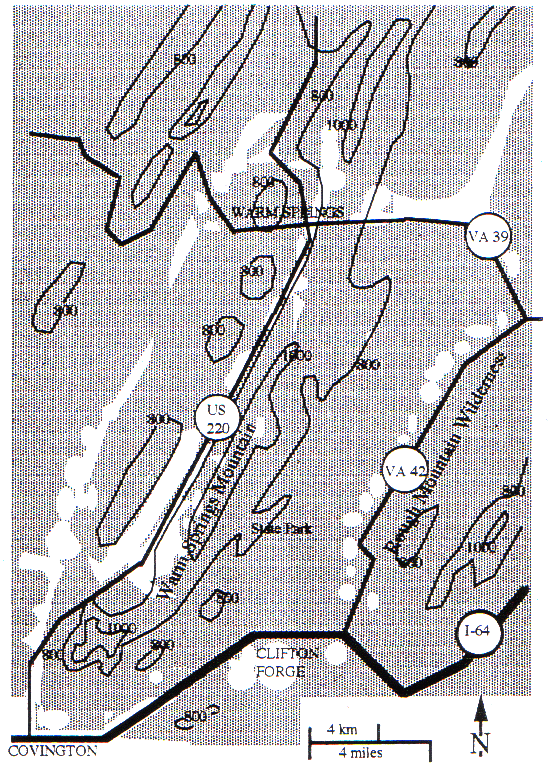 800
800
800
1000
800
WARM SPRINGS
VA 39
800
800
800
1000
800
800
US
220
VA 42
Warm Springs Mountain
Rough Mountain Wilderness
800
State Park
1000
800
800
1000
I-64
800
800
CLIFTON
FORGE
800
4 km
4 miles
N
COVINGTON